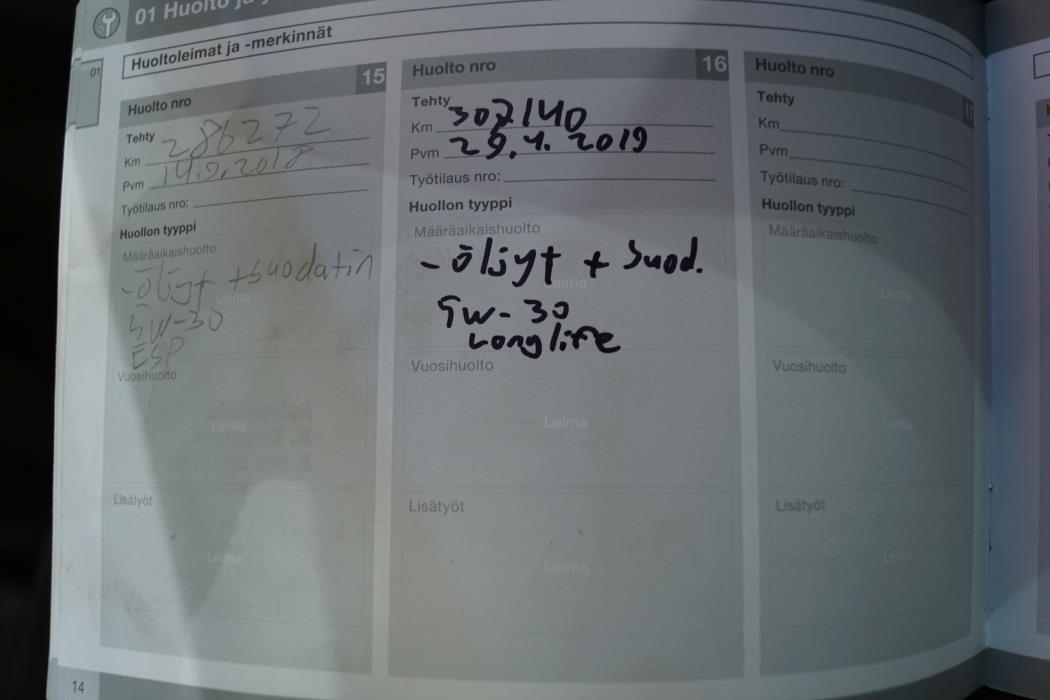 01 Huolto ja
01
Huoltoleimat ja -merkinnät
Huolto nro 15
Tehty
Km 286272
Pvm 14.9.2018
Työtilaus nro:
Huollon tyyppi
Määräaikaishuolto
-öljyt + suodatin
Leima
5W-30
ESP
Vuosihuolto
Leima
Lisätyöt
Leima
Huolto nro 16
Tehty
Km 302140
Pvm 29.4.2019
Työtilaus nro:
Huollon tyyppi
Määräaikaishuolto
- öljyt + Suod.
Leima
5w-30
Longlife
Vuosihuolto
Leima
Lisätyöt
Leima
Huolto nro 17
Tehty
Km
Pvm
Työtilaus nro:
Huollon tyyppi
Määräaikaishuolto
Leima
Vuosihuolto
Leima
Lisätyöt
Leima
14